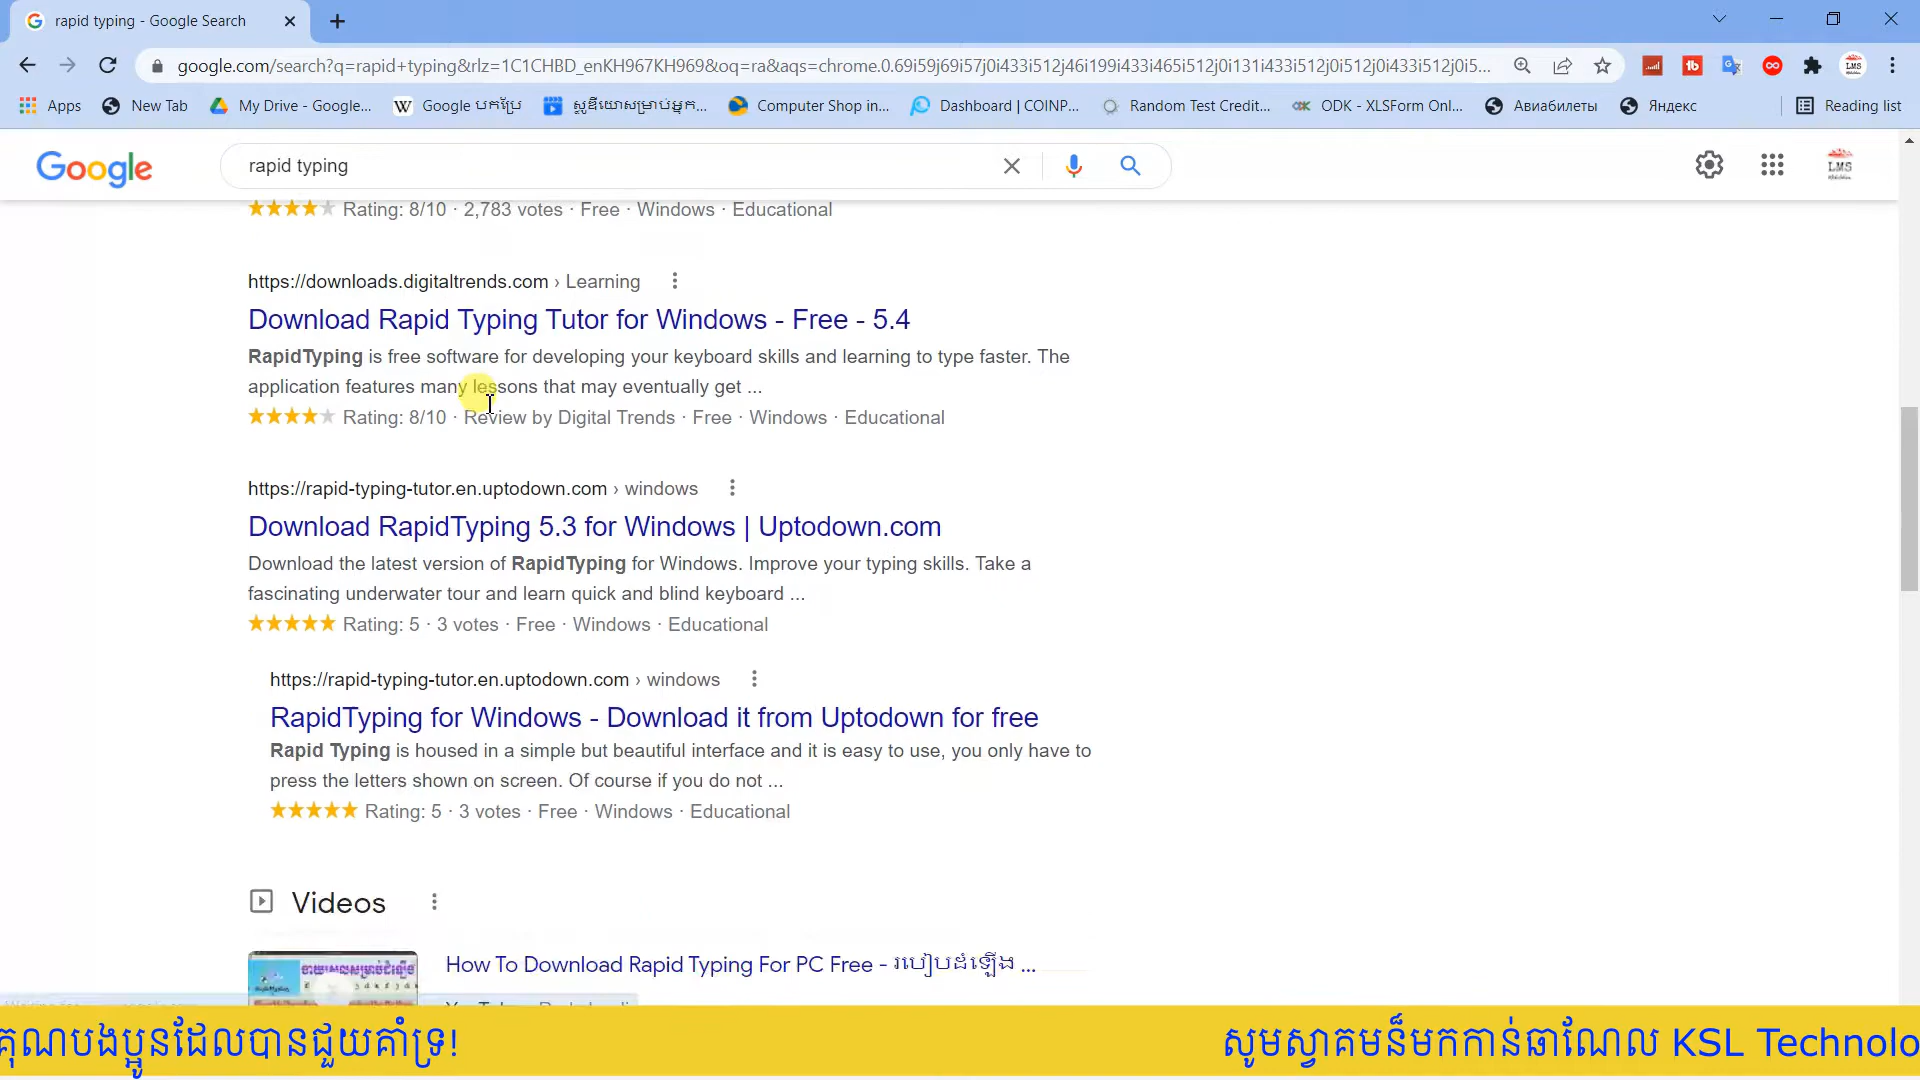 rapid typing - Google Search
google.com/search?q=rapid+typing&rlz=1C1CHBD_enKH967KH969&oq=ra&aqs=chrome.0.69i59j69i57j0i433i512j46i199i433i465i512j0i131i433i512j0i512j0i433i512j0i5...
Apps New Tab My Drive - Google... Google បកប្រែ ស្ទូឌីយោសម្រាប់អ្នក... Computer Shop in... Dashboard | COINP... Random Test Credit... ODK - XLSForm Onl... Авиабилеты Яндекс Reading list
Google rapid typing LMS
Rating: 8/10 · 2,783 votes · Free · Windows · Educational
https://downloads.digitaltrends.com › Learning
Download Rapid Typing Tutor for Windows - Free - 5.4
RapidTyping is free software for developing your keyboard skills and learning to type faster. The
application features many lessons that may eventually get ...
Rating: 8/10 · Review by Digital Trends · Free · Windows · Educational
https://rapid-typing-tutor.en.uptodown.com › windows
Download RapidTyping 5.3 for Windows | Uptodown.com
Download the latest version of RapidTyping for Windows. Improve your typing skills. Take a
fascinating underwater tour and learn quick and blind keyboard ...
Rating: 5 · 3 votes · Free · Windows · Educational
https://rapid-typing-tutor.en.uptodown.com › windows
RapidTyping for Windows - Download it from Uptodown for free
Rapid Typing is housed in a simple but beautiful interface and it is easy to use, you only have to
press the letters shown on screen. Of course if you do not ...
Rating: 5 · 3 votes · Free · Windows · Educational
Videos
How To Download Rapid Typing For PC Free - របៀបដំឡើង ...
គុណបងប្អូនដែលបានជួយគាំទ្រ! សូមស្វាគមន៍មកកាន់ឆាណែល KSL Technolo